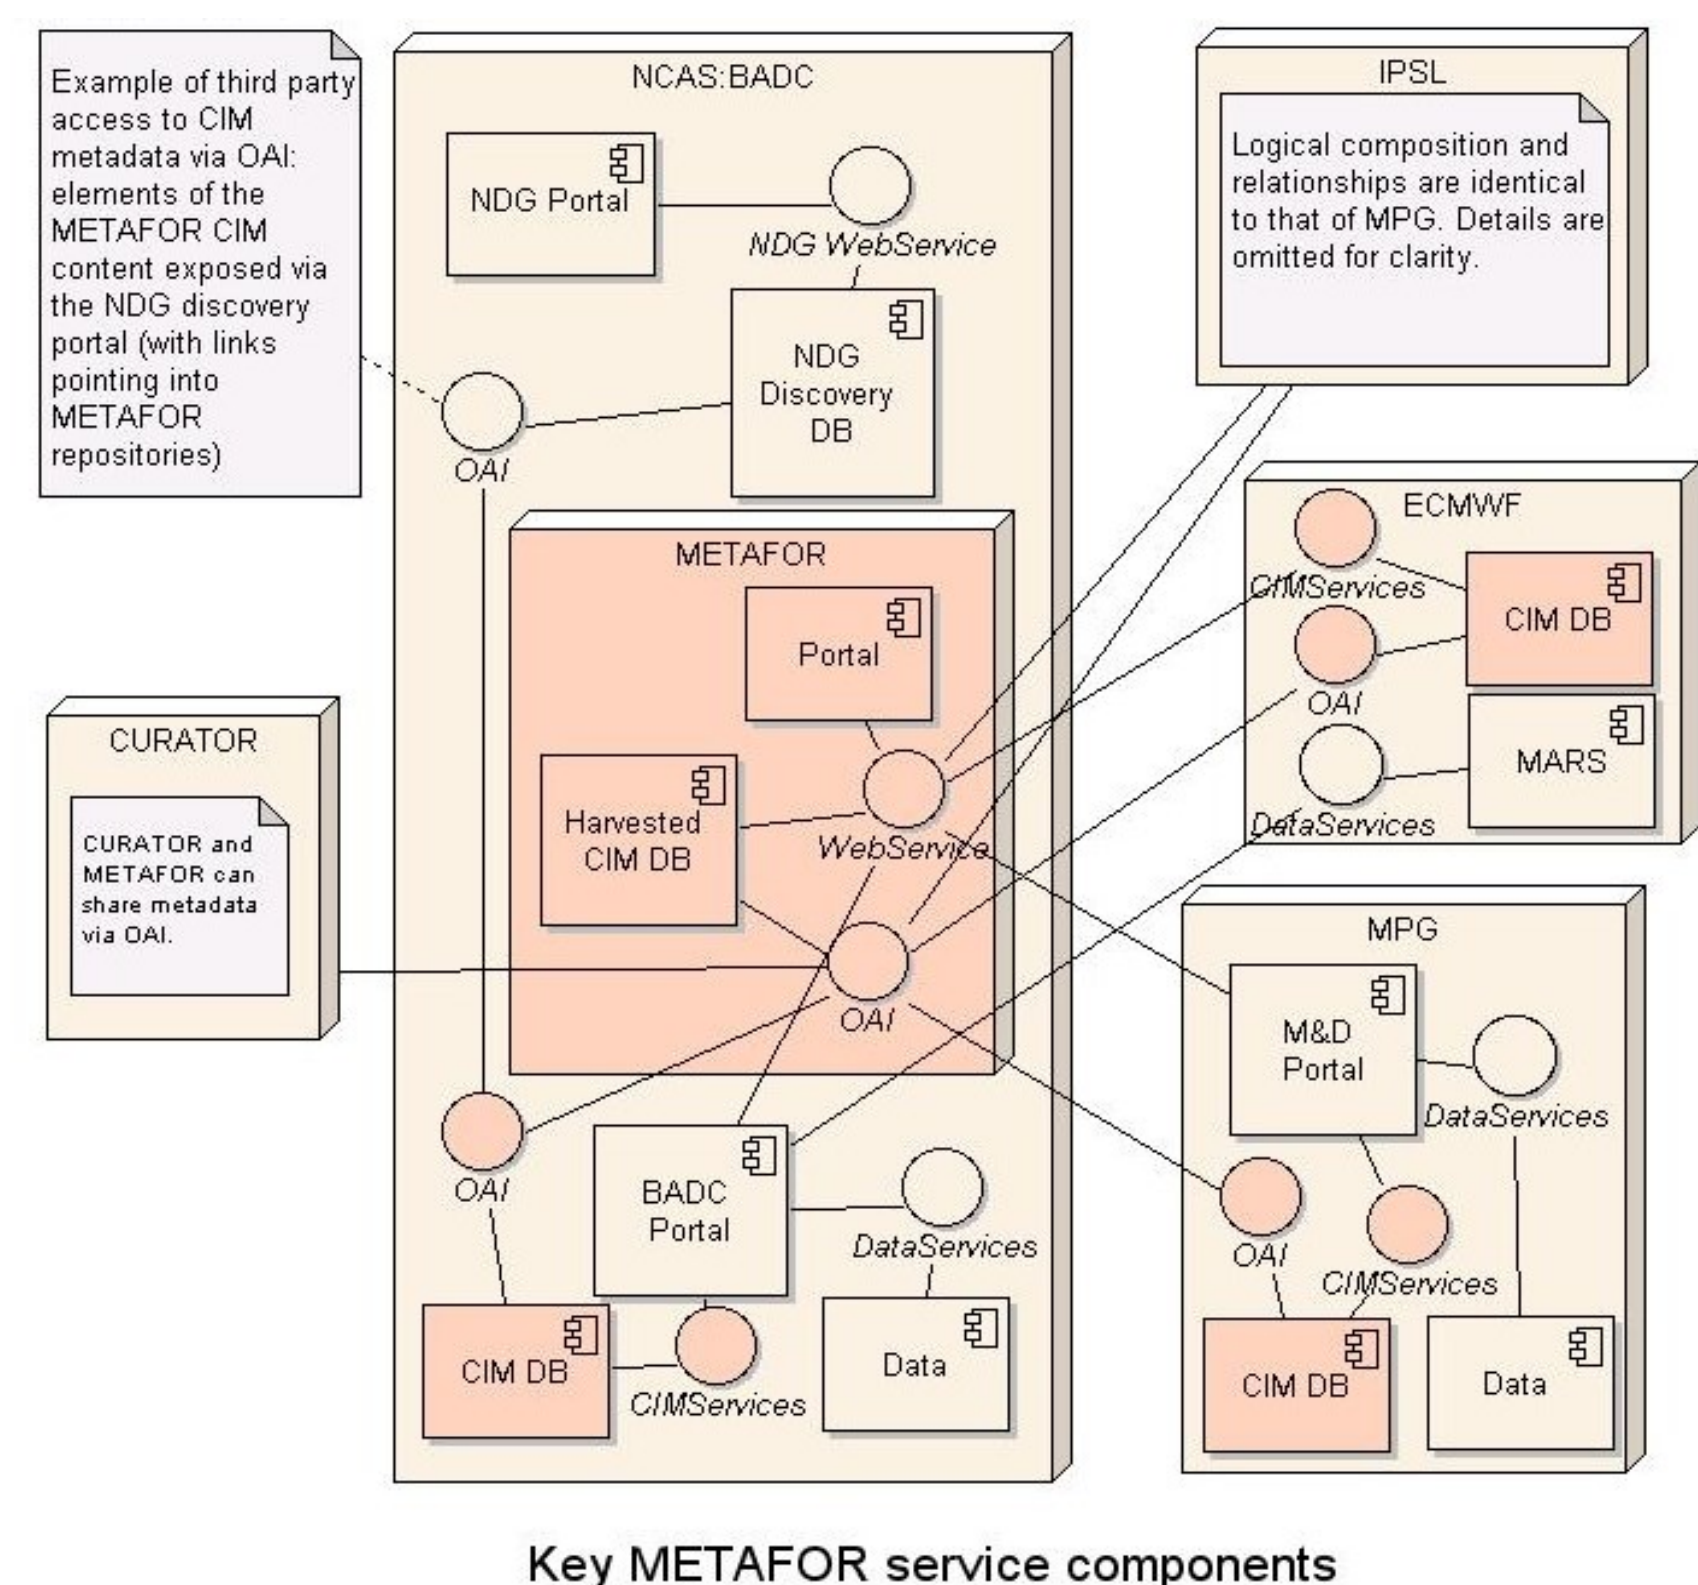 Example of third party
access to CIM
metadata via OAI:
elements of the
METAFOR CIM
content exposed via
the NDG discovery
portal (with links
pointing into
METAFOR
repositories)
NCAS:BADC
NDG Portal
NDG WebService
NDG
Discovery
DB
OAI
METAFOR
Portal
Harvested
CIM DB
WebService
OAI
CURATOR
CURATOR and
METAFOR can
share metadata
via OAI.
OAI
BADC
Portal
DataServices
CIM DB
CIMServices
Data
IPSL
Logical composition and
relationships are identical
to that of MPG. Details are
omitted for clarity.
ECMWF
CIMServices
CIM DB
OAI
MARS
DataServices
MPG
M&D
Portal
DataServices
OAI
CIMServices
CIM DB
Data
Key METAFOR service components